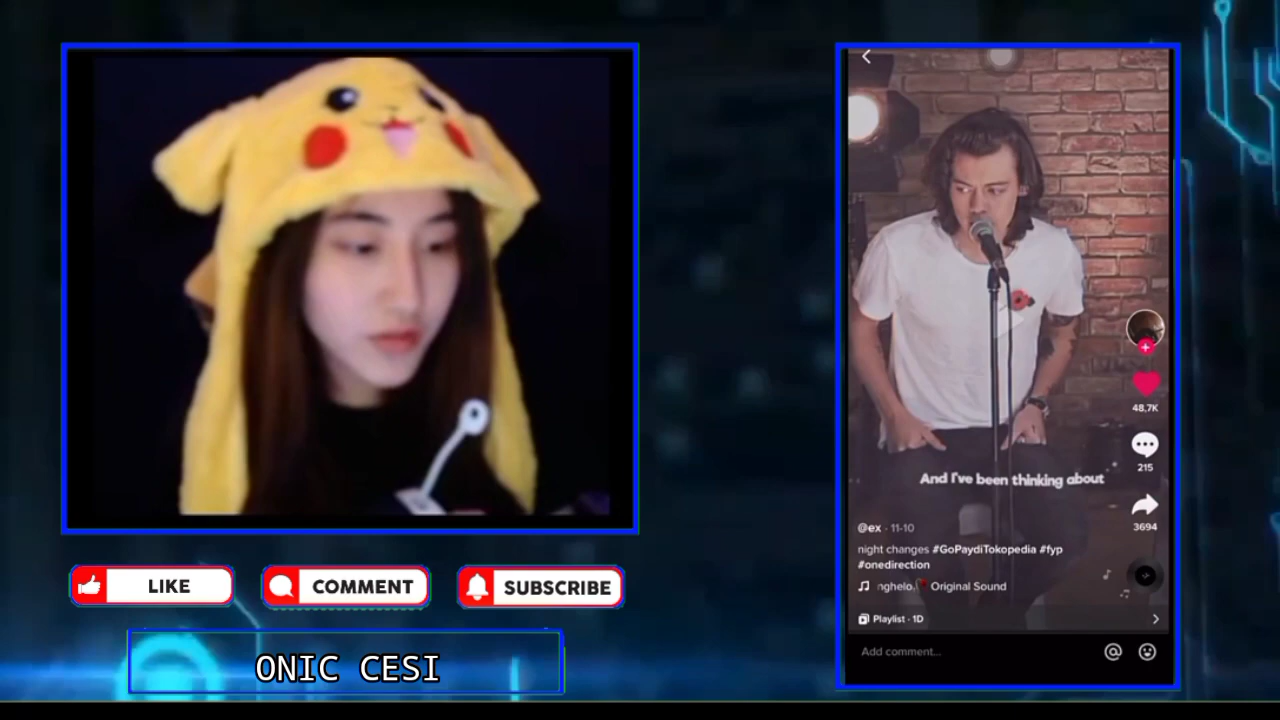 LIKE
COMMENT
SUBSCRIBE
ONIC CESI
And I've been thinking about
48,7K
215
3694
@ex · 11-10
night changes #GoPaydiTokopedia #fyp
#onedirection
nghelo. Original Sound
Playlist · 1D
Add comment...